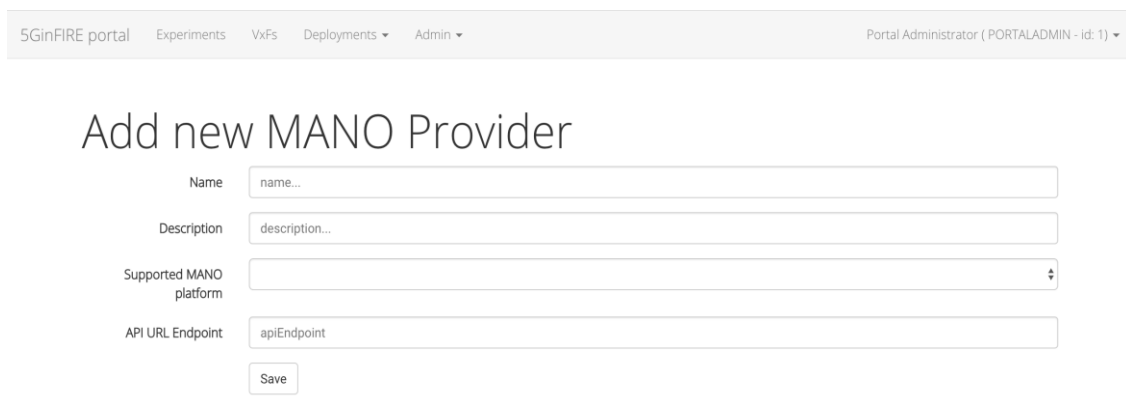 5GinFIRE portal Experiments VxFs Deployments Admin Portal Administrator ( PORTALADMIN - id: 1)
Add new MANO Provider
Name name...
Description description...
Supported MANO
platform
API URL Endpoint apiEndpoint
Save